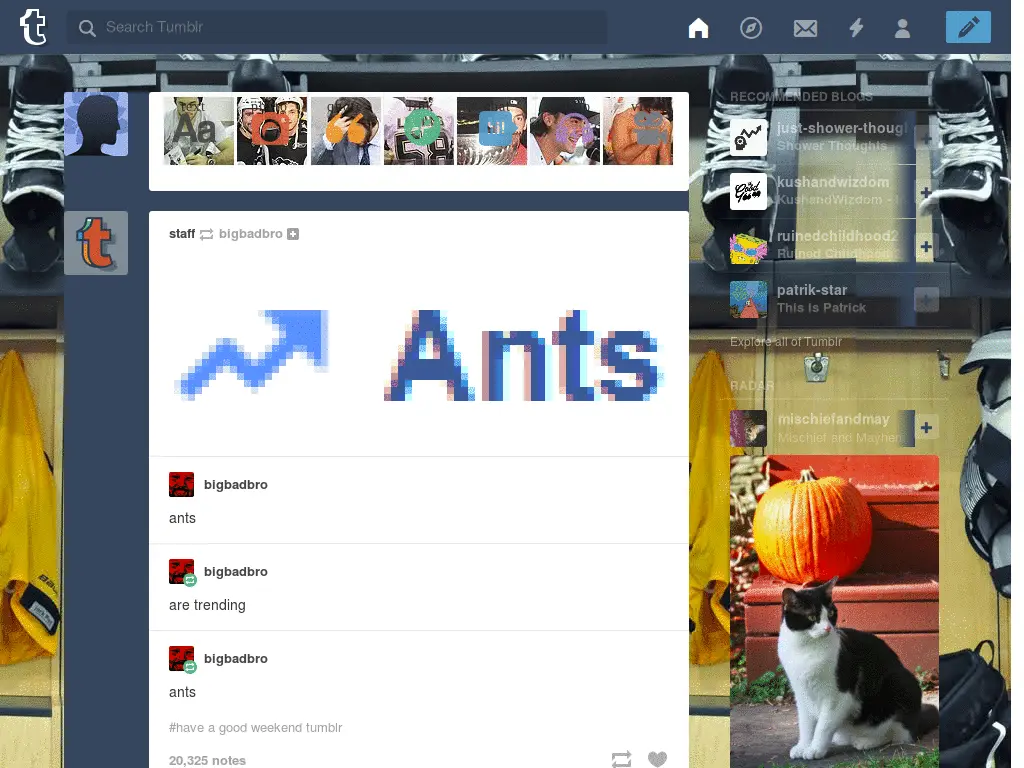 t
Search Tumblr
RECOMMENDED BLOGS
text
Aa
just-shower-though
Shower Thoughts
kushandwizdom
KushandWizdom -
ruinedchildhood2
Ruined Childhood
patrik-star
This is Patrick
Explore all of Tumblr
RADAR
mischiefandmay
Mischief and Mayhem
t
staff bigbadbro
Ants
bigbadbro
ants
bigbadbro
are trending
bigbadbro
ants
#have a good weekend tumblr
20,325 notes